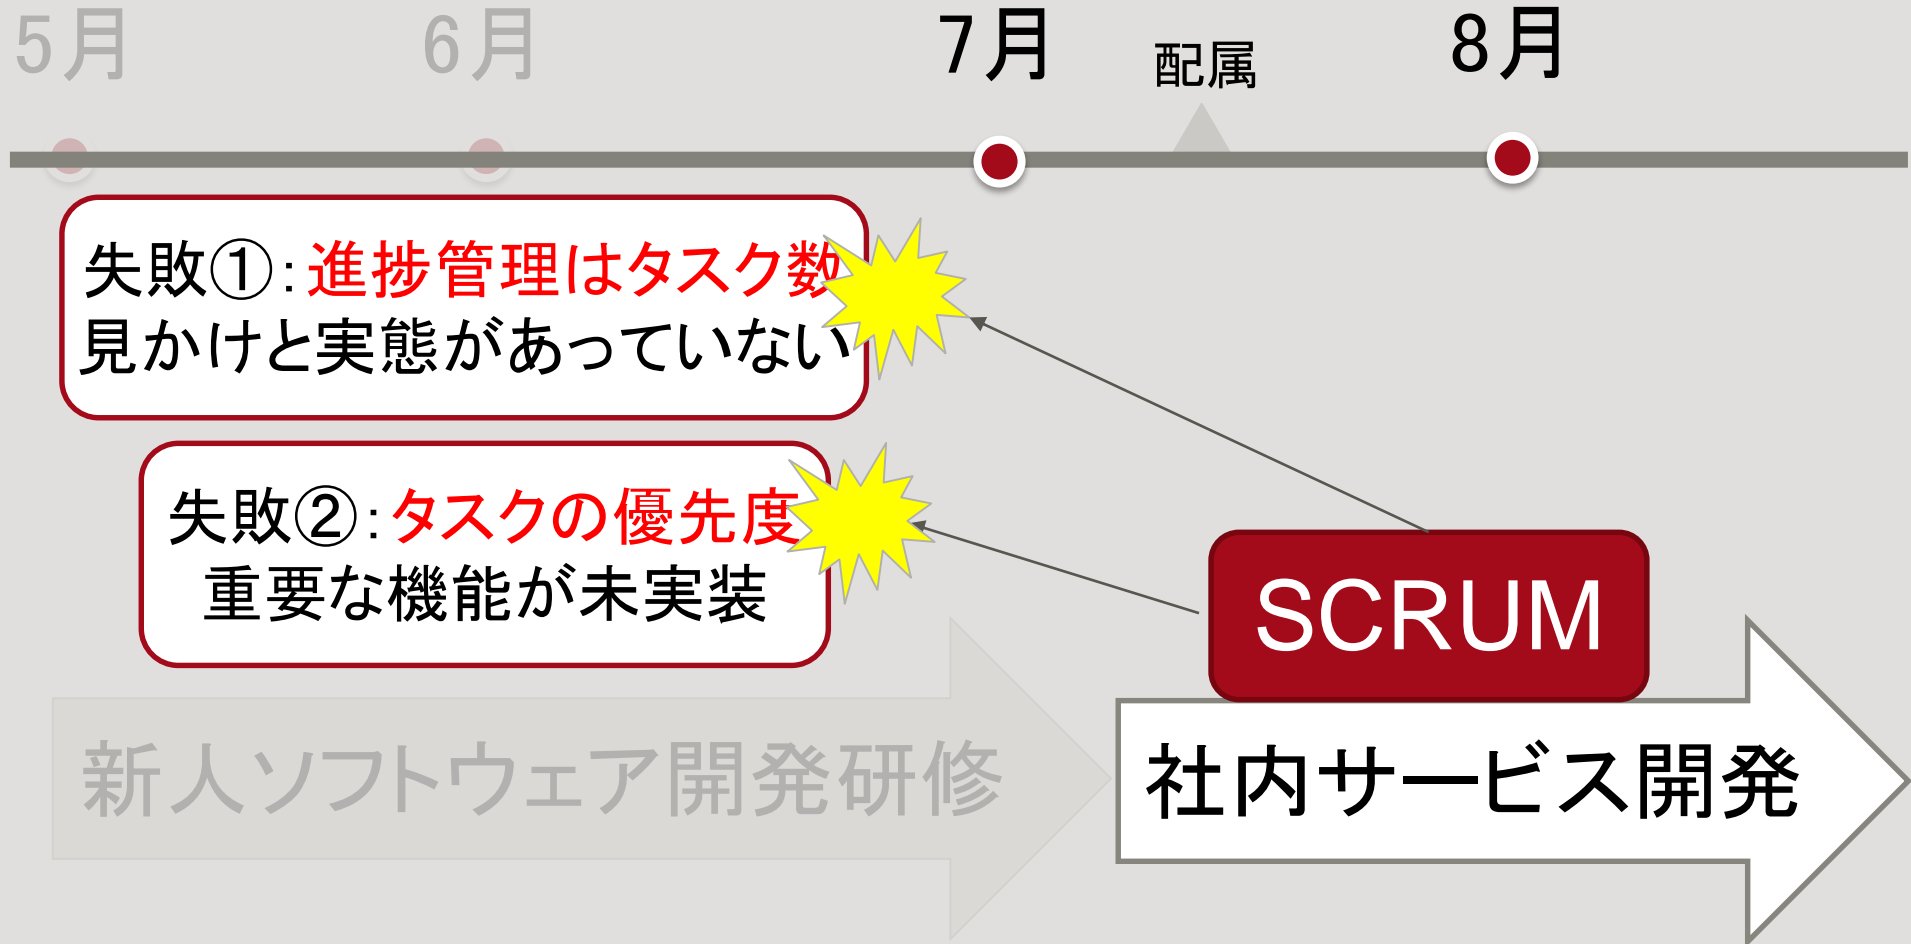 5月
6月
7月
配属
8月
失敗①：進捗管理はタスク数
見かけと実態があっていない
失敗②：タスクの優先度
重要な機能が未実装
SCRUM
新人ソフトウェア開発研修
社内サービス開発